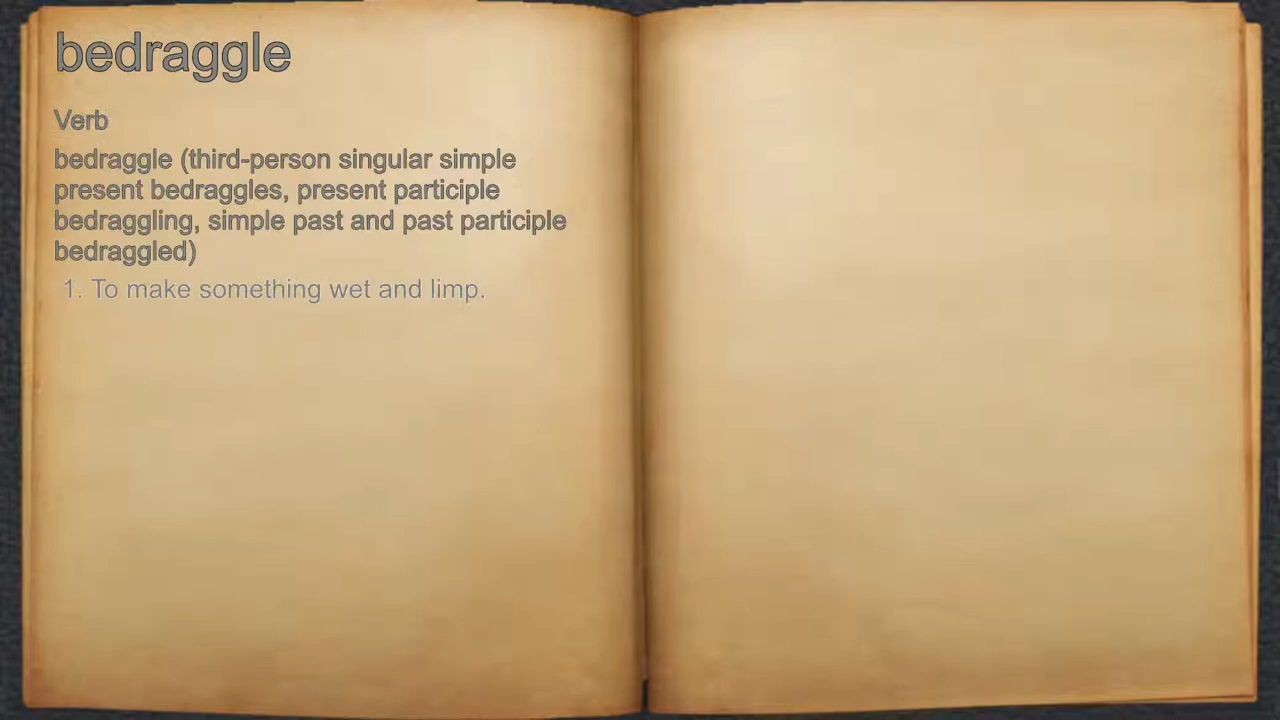 bedraggle
Verb
bedraggle (third-person singular simple
present bedraggles, present participle
bedraggling, simple past and past participle
bedraggled)
1. To make something wet and limp.